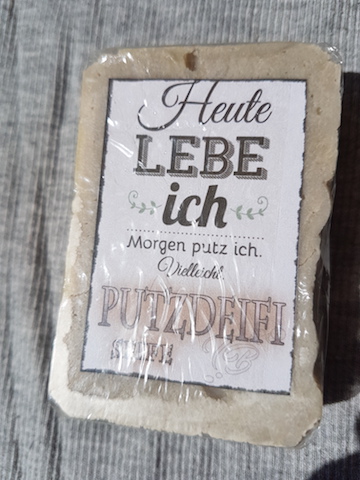 Heute
LEBE
ich
Morgen putz ich.
Vielleicht!
PUTZDEIFI